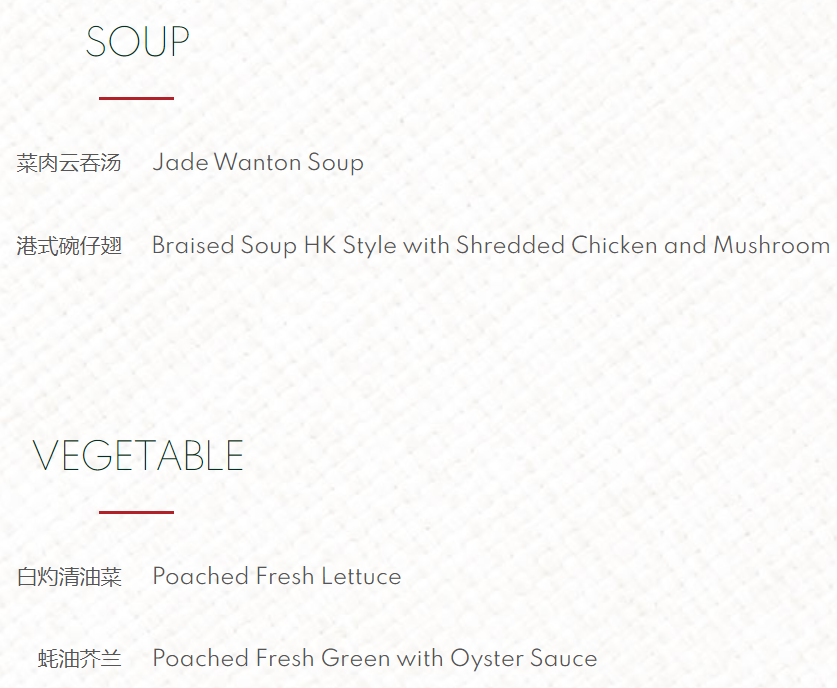 SOUP
菜肉云吞汤 Jade Wanton Soup
港式碗仔翅 Braised Soup HK Style with Shredded Chicken and Mushroom
VEGETABLE
白灼清油菜 Poached Fresh Lettuce
蚝油芥兰 Poached Fresh Green with Oyster Sauce